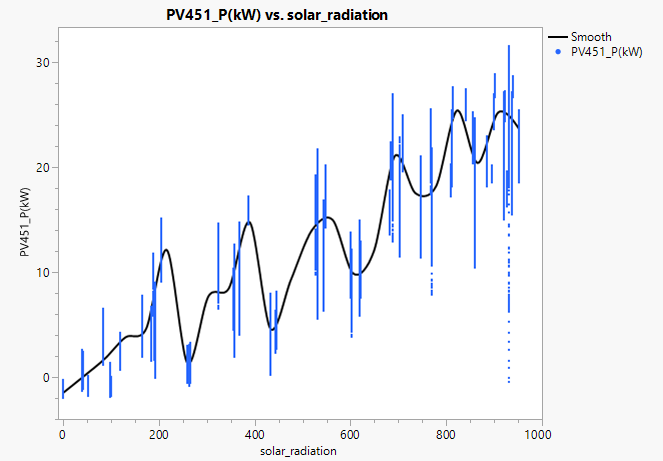 PV451_P(kW) vs. solar_radiation
Smooth
PV451_P(kW)
30
20
10
0
PV451_P(kW)
0 200 400 600 800 1000
solar_radiation